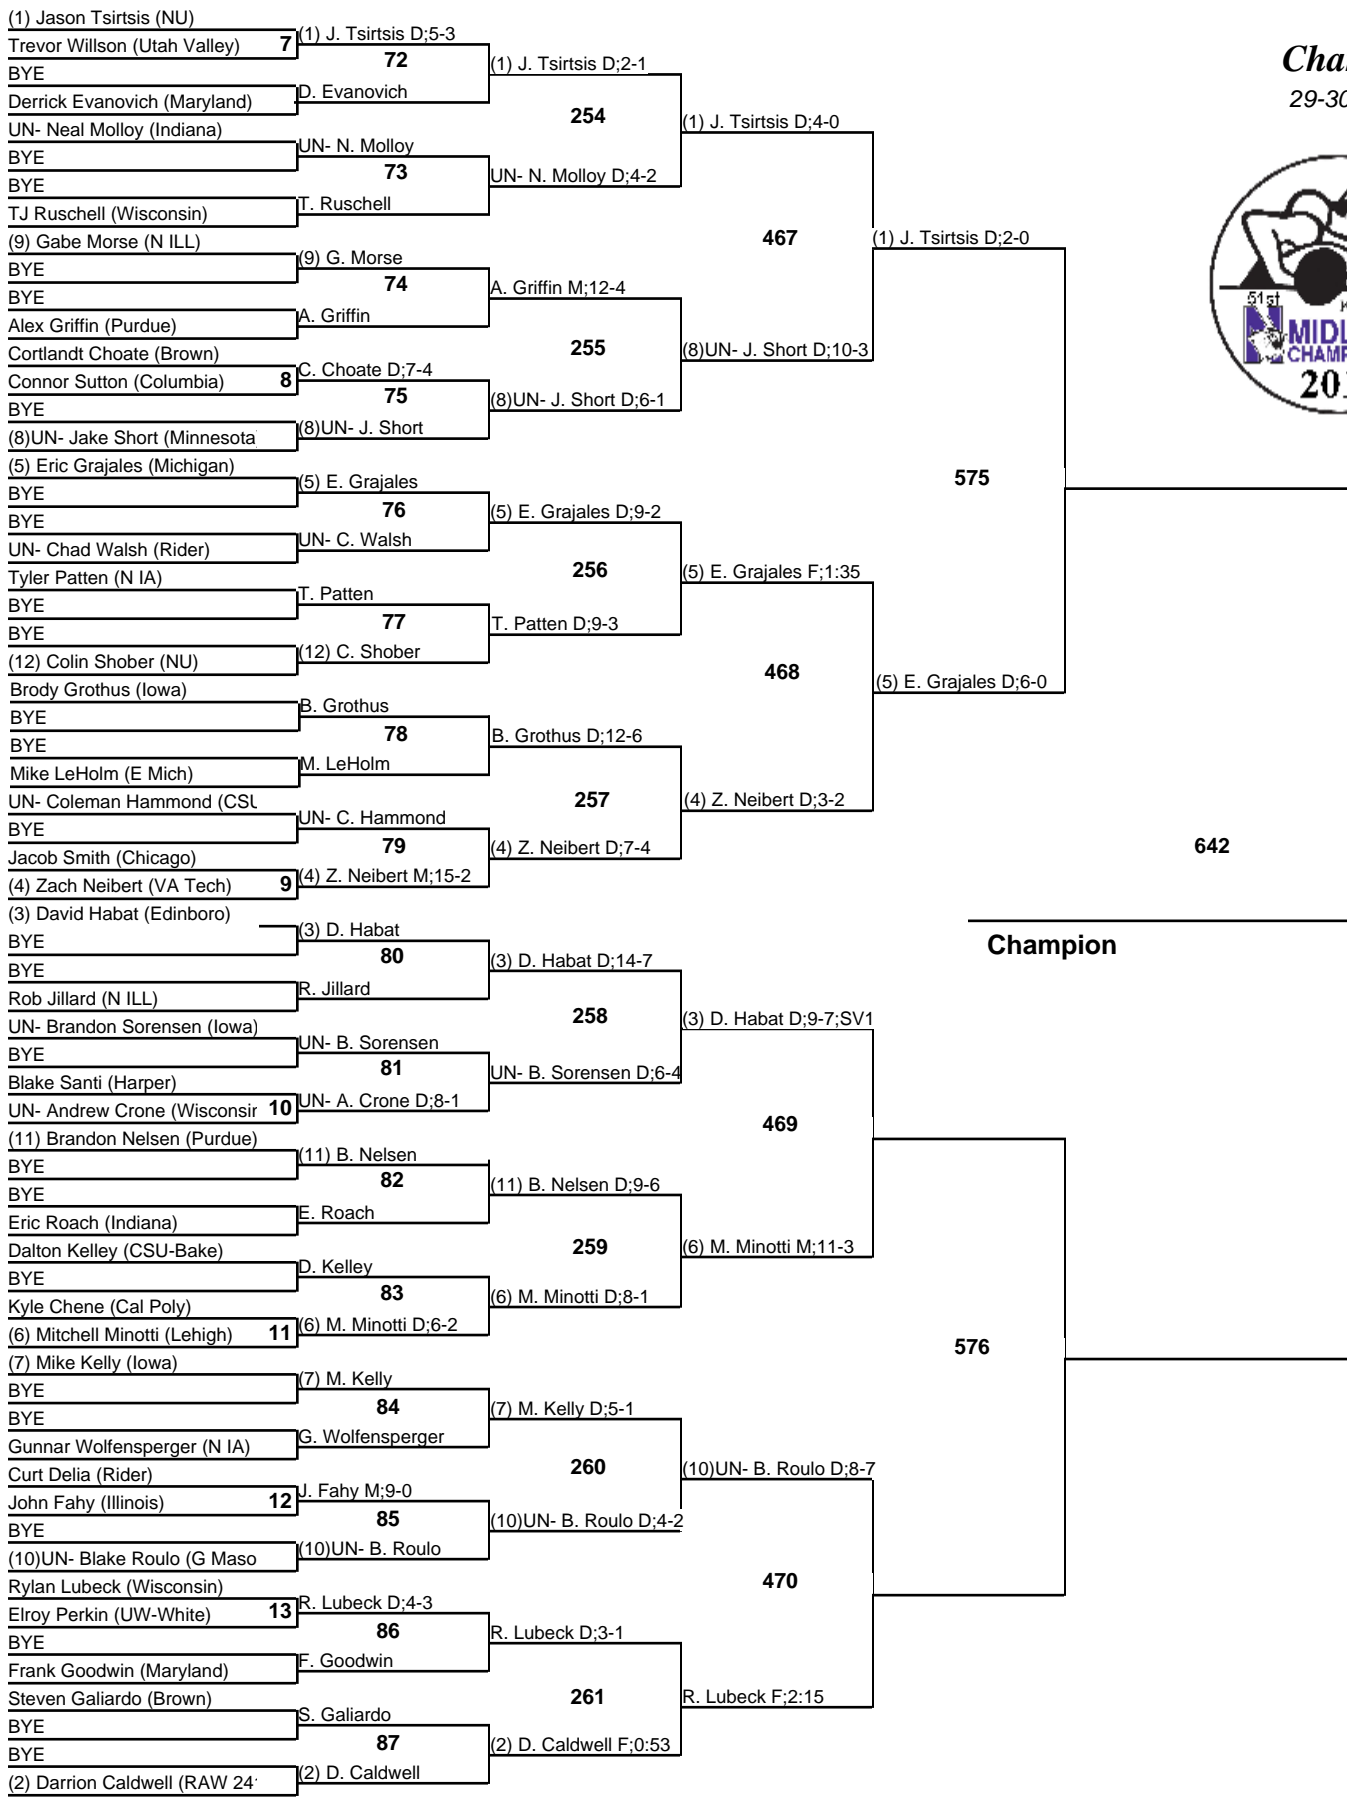 (1) Jason Tsirtsis (NU)
Trevor Willson (Utah Valley) 7
BYE
Derrick Evanovich (Maryland)
UN- Neal Molloy (Indiana)
BYE
BYE
TJ Ruschell (Wisconsin)
(9) Gabe Morse (N ILL)
BYE
BYE
Alex Griffin (Purdue)
Cortlandt Choate (Brown)
Connor Sutton (Columbia) 8
BYE
(8)UN- Jake Short (Minnesota
(5) Eric Grajales (Michigan)
BYE
BYE
UN- Chad Walsh (Rider)
Tyler Patten (N IA)
BYE
BYE
(12) Colin Shober (NU)
Brody Grothus (Iowa)
BYE
BYE
Mike LeHolm (E Mich)
UN- Coleman Hammond (CSU
BYE
Jacob Smith (Chicago)
(4) Zach Neibert (VA Tech) 9
(3) David Habat (Edinboro)
BYE
BYE
Rob Jillard (N ILL)
UN- Brandon Sorensen (Iowa)
BYE
Blake Santi (Harper)
UN- Andrew Crone (Wisconsin 10
(11) Brandon Nelsen (Purdue)
BYE
BYE
Eric Roach (Indiana)
Dalton Kelley (CSU-Bake)
BYE
Kyle Chene (Cal Poly)
(6) Mitchell Minotti (Lehigh) 11
(7) Mike Kelly (Iowa)
BYE
BYE
Gunnar Wolfensperger (N IA)
Curt Delia (Rider)
John Fahy (Illinois) 12
BYE
(10)UN- Blake Roulo (G Maso
Rylan Lubeck (Wisconsin)
Elroy Perkin (UW-White) 13
BYE
Frank Goodwin (Maryland)
Steven Galiardo (Brown)
BYE
BYE
(2) Darrion Caldwell (RAW 24
(1) J. Tsirtsis D;5-3
72
D. Evanovich
UN- N. Molloy
73
T. Ruschell
(9) G. Morse
74
A. Griffin
C. Choate D;7-4
75
(8)UN- J. Short
(5) E. Grajales
76
UN- C. Walsh
T. Patten
77
(12) C. Shober
B. Grothus
78
M. LeHolm
UN- C. Hammond
79
(4) Z. Neibert M;15-2
(3) D. Habat
80
R. Jillard
UN- B. Sorensen
81
UN- A. Crone D;8-1
(11) B. Nelsen
82
E. Roach
D. Kelley
83
(6) M. Minotti D;6-2
(7) M. Kelly
84
G. Wolfensperger
J. Fahy M;9-0
85
(10)UN- B. Roulo
R. Lubeck D;4-3
86
F. Goodwin
S. Galiardo
87
(2) D. Caldwell
(1) J. Tsirtsis D;2-1
254
UN- N. Molloy D;4-2
A. Griffin M;12-4
255
(8)UN- J. Short D;6-1
(5) E. Grajales D;9-2
256
T. Patten D;9-3
B. Grothus D;12-6
257
(4) Z. Neibert D;7-4
(3) D. Habat D;14-7
258
UN- B. Sorensen D;6-4
(11) B. Nelsen D;9-6
259
(6) M. Minotti D;8-1
(7) M. Kelly D;5-1
260
(10)UN- B. Roulo D;4-2
R. Lubeck D;3-1
261
(2) D. Caldwell F;0:53
(1) J. Tsirtsis D;4-0
467
(8)UN- J. Short D;10-3
(5) E. Grajales F;1:35
468
(4) Z. Neibert D;3-2
(3) D. Habat D;9-7;SV1
469
(6) M. Minotti M;11-3
(10)UN- B. Roulo D;8-7
470
R. Lubeck F;2:15
(1) J. Tsirtsis D;2-0
575
(5) E. Grajales D;6-0
576
642
Champion
Cha
29-30
51st
MIDL
CHAMP
201